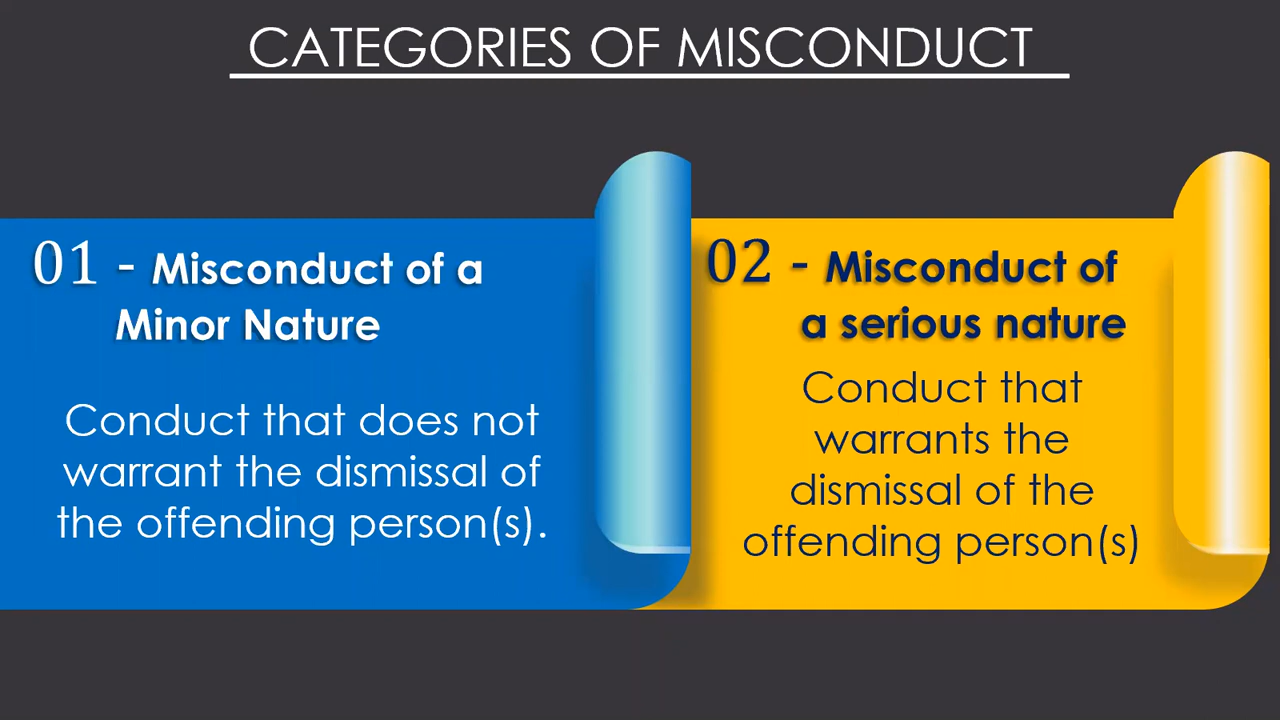 CATEGORIES OF MISCONDUCT
01 - Misconduct of a
Minor Nature
Conduct that does not
warrant the dismissal of
the offending person(s).
02 - Misconduct of
a serious nature
Conduct that
warrants the
dismissal of the
offending person(s)